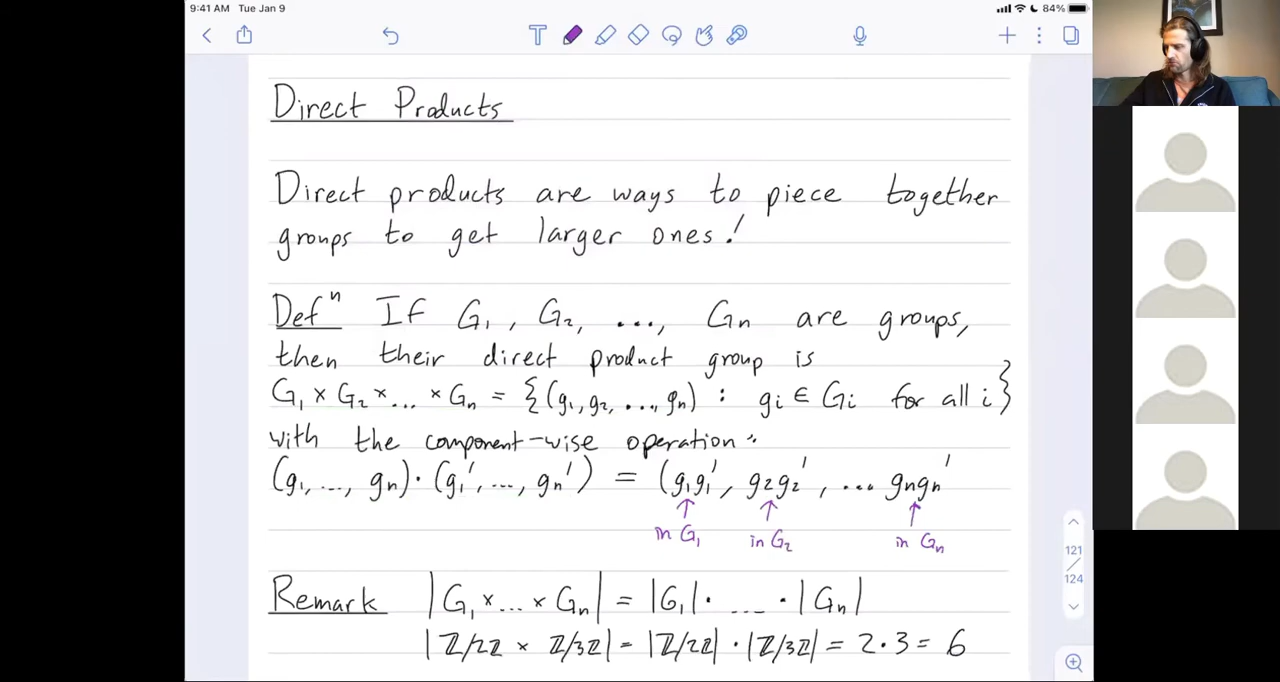 9:41 AM Tue Jan 9
84%
T
Direct Products
Direct products are ways to piece together
groups to get larger ones!
Defⁿ If G₁, G₂, ..., Gn are groups,
then their direct product group is
G₁ × G₂ × ... × Gn = {(g₁, g₂, ..., gn) : gi ∈ Gi for all i}
with the component-wise operation:
(g₁, ..., gn) · (g₁', ..., gn') = (g₁g₁', g₂g₂', ... gngn'
in G₁ in G₂ in Gn
121
/
124
Remark |G₁ × ... × Gn| = |G₁| · ... · |Gn|
|ℤ/2ℤ × ℤ/3ℤ| = |ℤ/2ℤ| · |ℤ/3ℤ| = 2 · 3 = 6